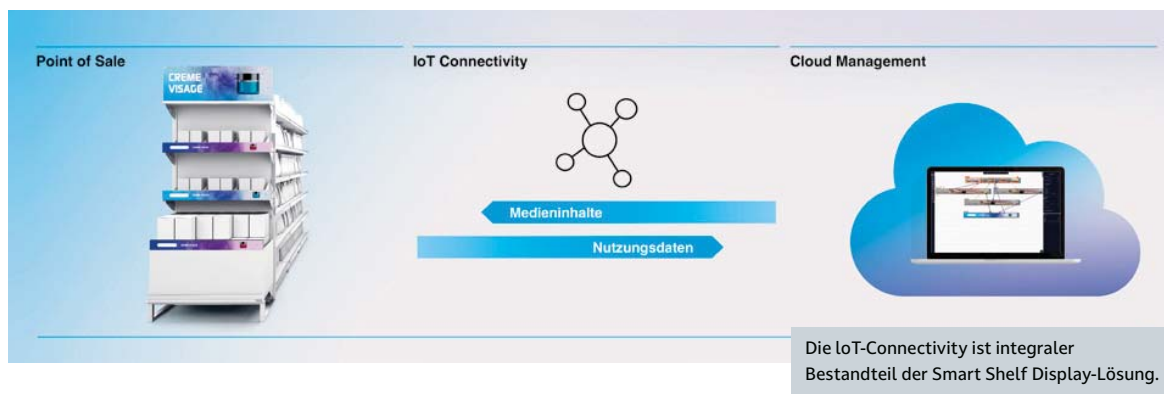 Point of Sale
IoT Connectivity
Cloud Management
CREME
VISAGE
Medieninhalte
Nutzungsdaten
Die IoT-Connectivity ist integraler
Bestandteil der Smart Shelf Display-Lösung.